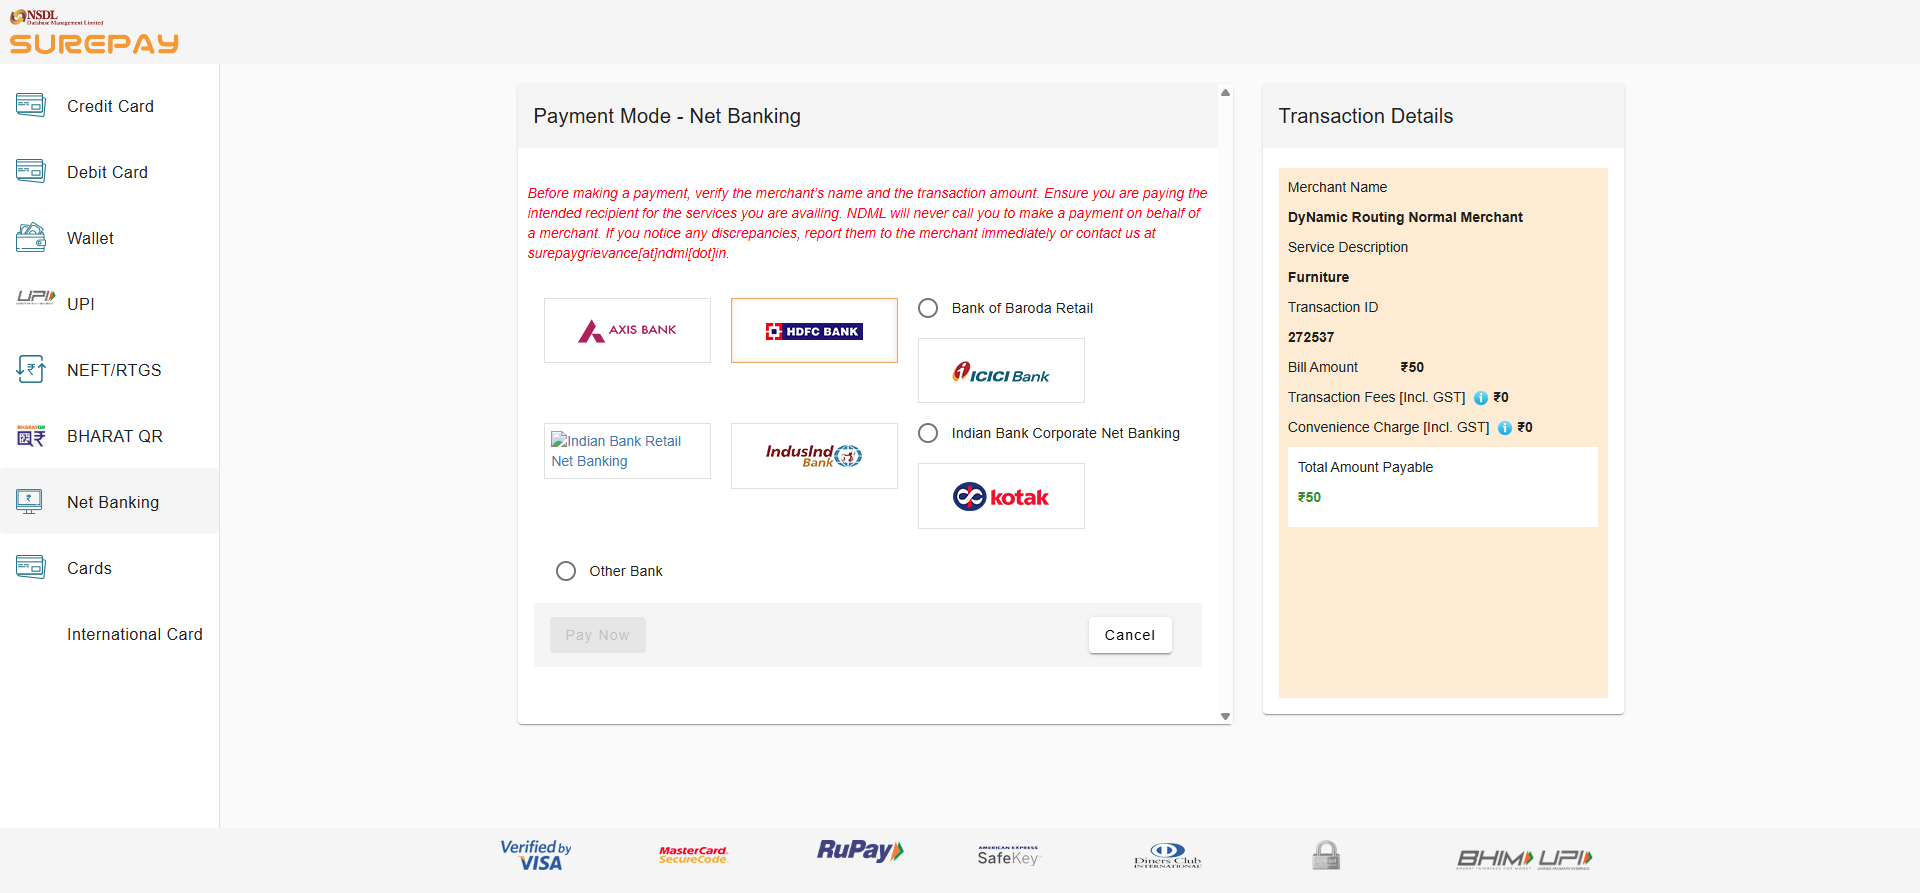 NSDL
Database Management Limited
SUREPAY
Credit Card
Debit Card
Wallet
UPI
UPI
NEFT/RTGS
BHARATQR
BHARAT QR
Net Banking
Cards
International Card
Payment Mode - Net Banking
Before making a payment, verify the merchant's name and the transaction amount. Ensure you are paying the
intended recipient for the services you are availing. NDML will never call you to make a payment on behalf of
a merchant. If you notice any discrepancies, report them to the merchant immediately or contact us at
surepaygrievance[at]ndml[dot]in.
AXIS BANK
HDFC BANK
Bank of Baroda Retail
ICICI Bank
Indian Bank Retail
Net Banking
IndusInd
Bank
Indian Bank Corporate Net Banking
kotak
Other Bank
Pay Now
Cancel
Transaction Details
Merchant Name
DyNamic Routing Normal Merchant
Service Description
Furniture
Transaction ID
272537
Bill Amount ₹50
Transaction Fees [Incl. GST] i ₹0
Convenience Charge [Incl. GST] i ₹0
Total Amount Payable
₹50
Verified by
VISA
MasterCard.
SecureCode.
RuPay
AMERICAN EXPRESS
SafeKey
Diners Club
INTERNATIONAL
BHIM UPI